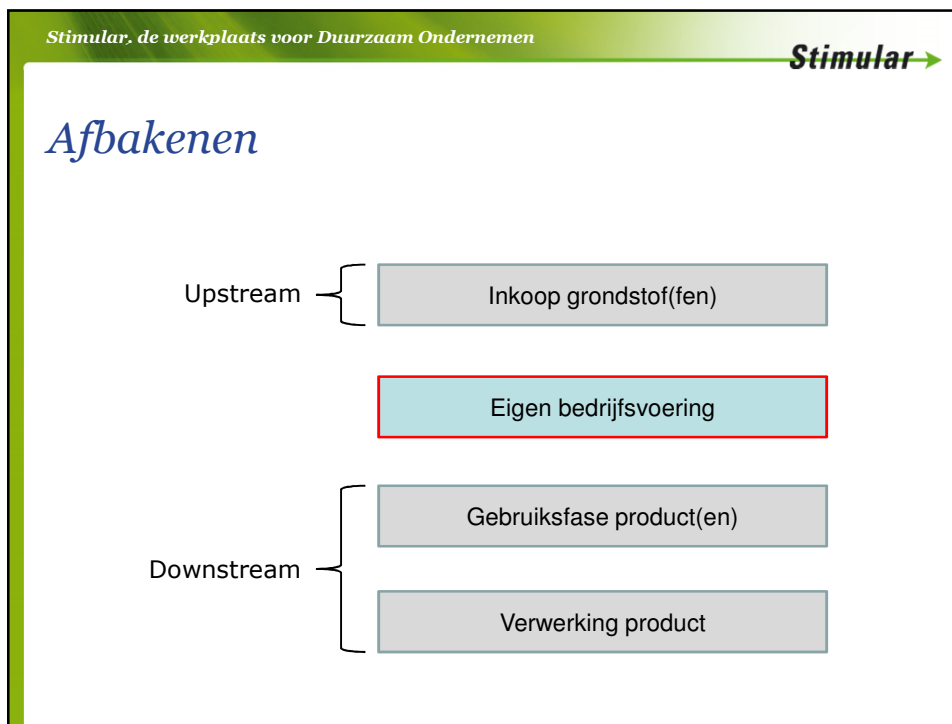 Stimular, de werkplaats voor Duurzaam Ondernemen
Stimular
Afbakenen
Upstream
Inkoop grondstof(fen)
Eigen bedrijfsvoering
Gebruiksfase product(en)
Downstream
Verwerking product